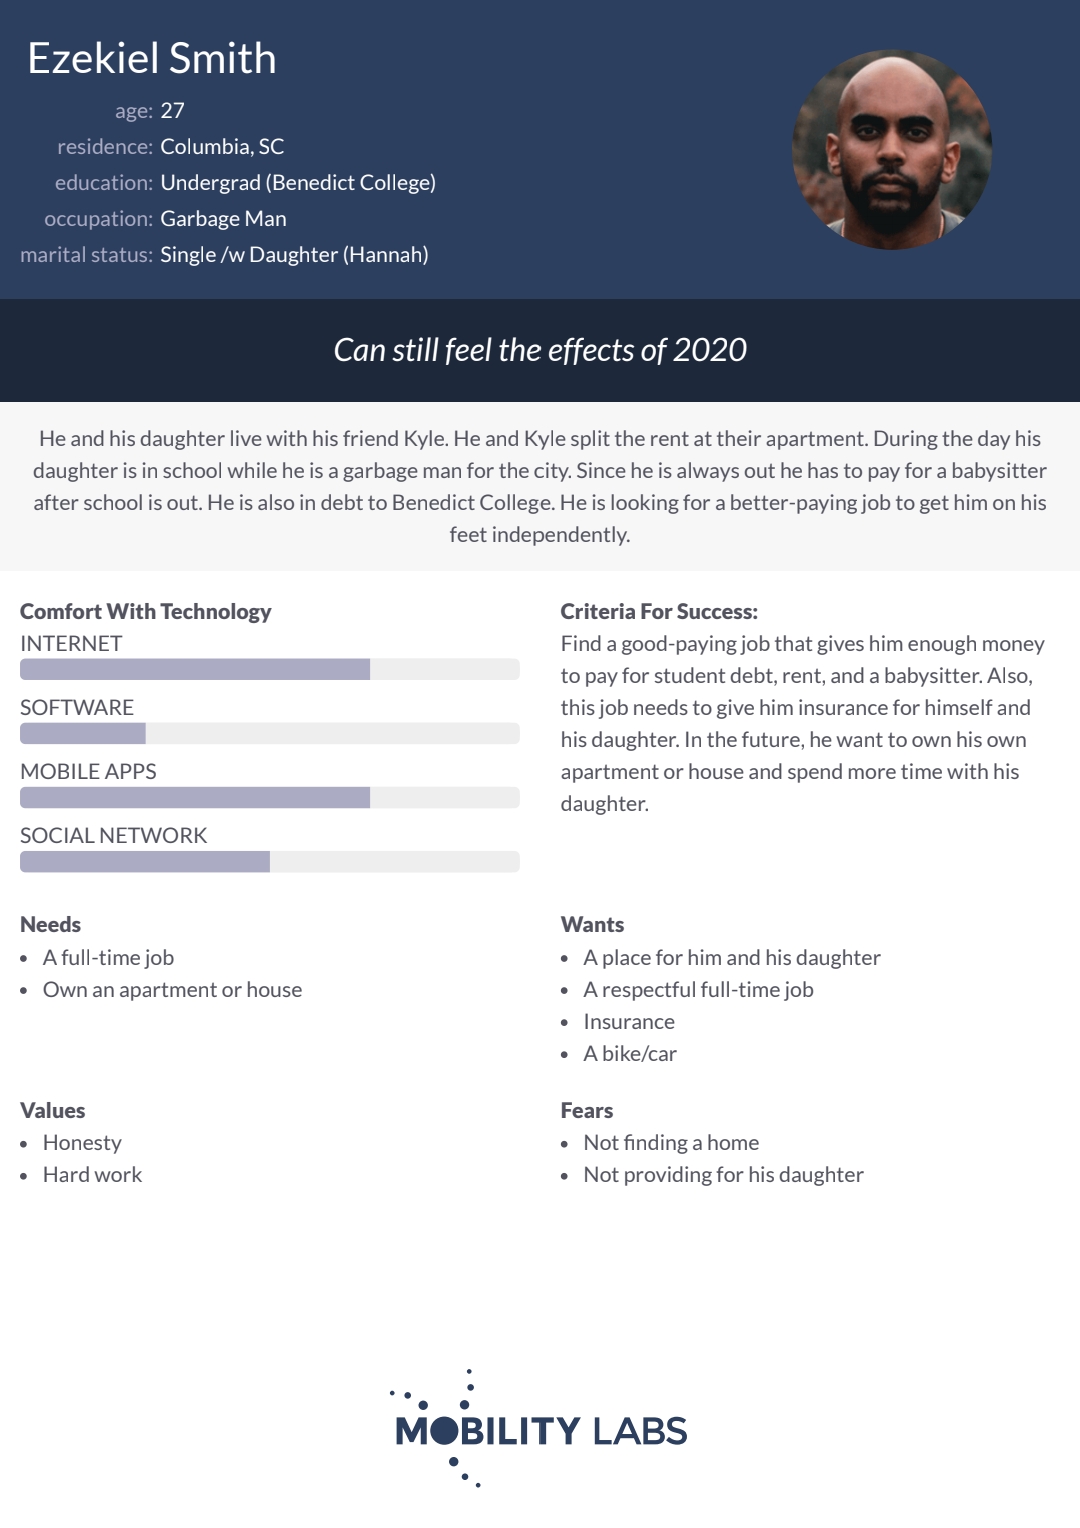 Ezekiel Smith
age: 27
residence: Columbia, SC
education: Undergrad (Benedict College)
occupation: Garbage Man
marital status: Single /w Daughter (Hannah)
Can still feel the effects of 2020
He and his daughter live with his friend Kyle. He and Kyle split the rent at their apartment. During the day his
daughter is in school while he is a garbage man for the city. Since he is always out he has to pay for a babysitter
after school is out. He is also in debt to Benedict College. He is looking for a better-paying job to get him on his
feet independently.
Comfort With Technology
INTERNET
SOFTWARE
MOBILE APPS
SOCIAL NETWORK
Criteria For Success:
Find a good-paying job that gives him enough money
to pay for student debt, rent, and a babysitter. Also,
this job needs to give him insurance for himself and
his daughter. In the future, he want to own his own
apartment or house and spend more time with his
daughter.
Needs
• A full-time job
• Own an apartment or house
Wants
• A place for him and his daughter
• A respectful full-time job
• Insurance
• A bike/car
Values
• Honesty
• Hard work
Fears
• Not finding a home
• Not providing for his daughter
MOBILITY LABS